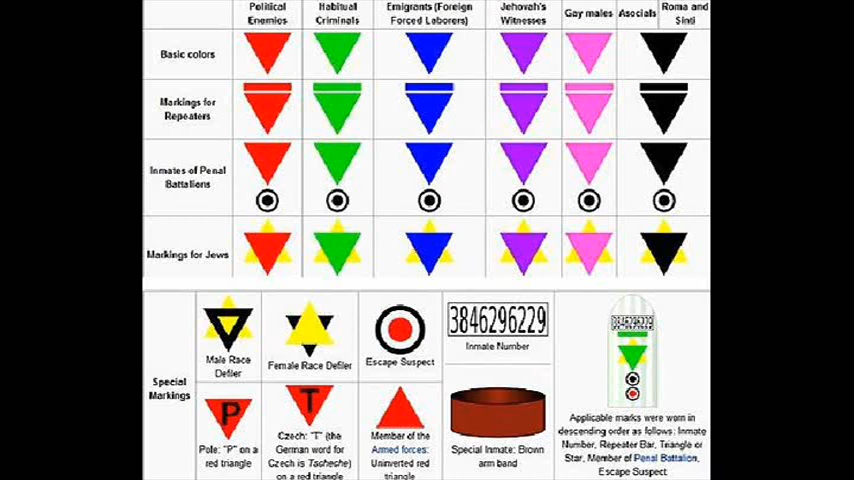 Political Enemies
Habitual Criminals
Emigrants (Foreign Forced Laborers)
Jehovah's Witnesses
Gay males
Asocials
Roma and Sinti
Basic colors
Markings for Repeaters
Inmates of Penal Battalions
Markings for Jews
Special Markings
Male Race Defiler
Female Race Defiler
Escape Suspect
3846296229
Inmate Number
P
Pole: "P" on a red triangle
T
Czech: "T" (the German word for Czech is Tscheche) on a red triangle
Member of the Armed forces: Uninverted red triangle
Special Inmate: Brown arm band
3846296229
Applicable marks were worn in descending order as follows: Inmate Number, Repeater Bar, Triangle or Star, Member of Penal Battalion, Escape Suspect